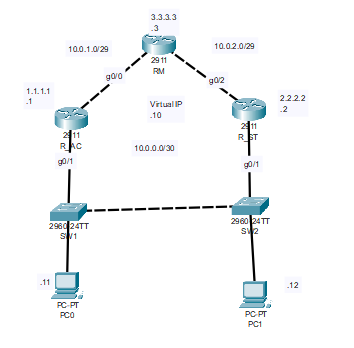 3.3.3.3
.3
10.0.1.0/29
10.0.2.0/29
2911
RM
g0/0
g0/2
1.1.1.1
.1
2.2.2.2
.2
Virtual IP
.10
2911
R_AC
2911
R_ST
10.0.0.0/30
g0/1
g0/1
2960-24TT
SW1
2960-24TT
SW2
.11
.12
PC-PT
PC0
PC-PT
PC1